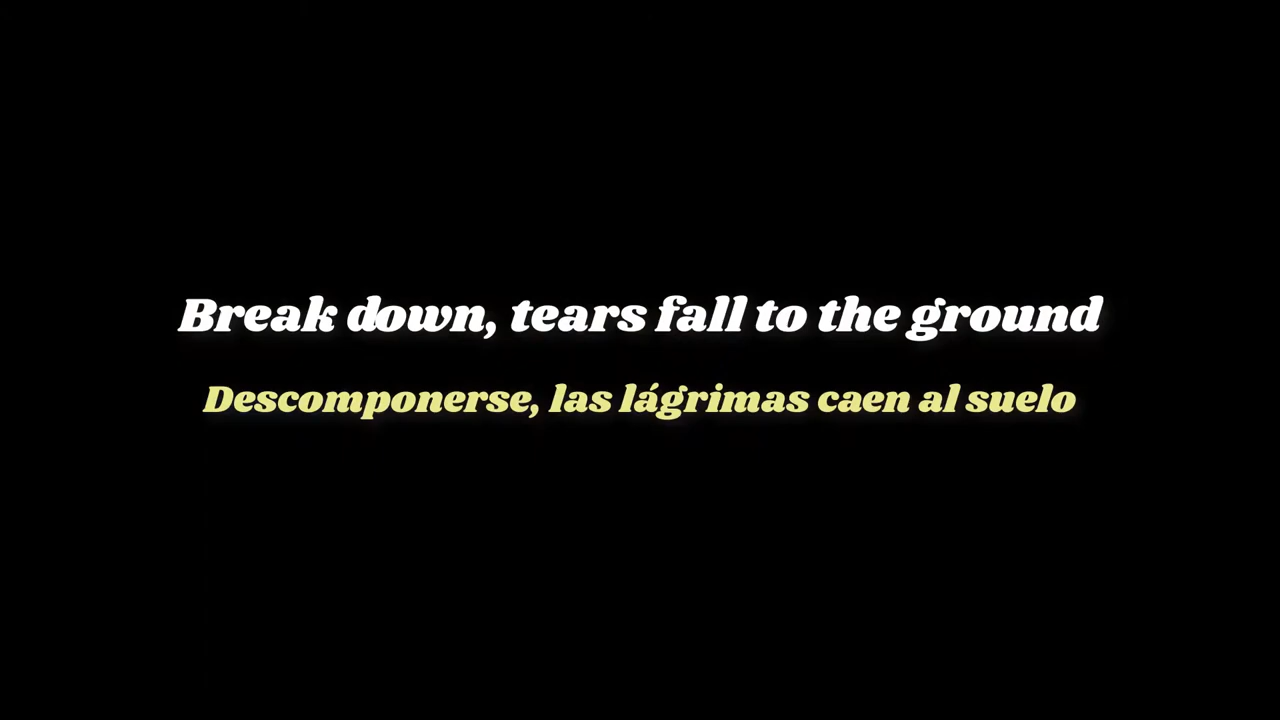 Break down, tears fall to the ground
Descomponerse, las lágrimas caen al suelo